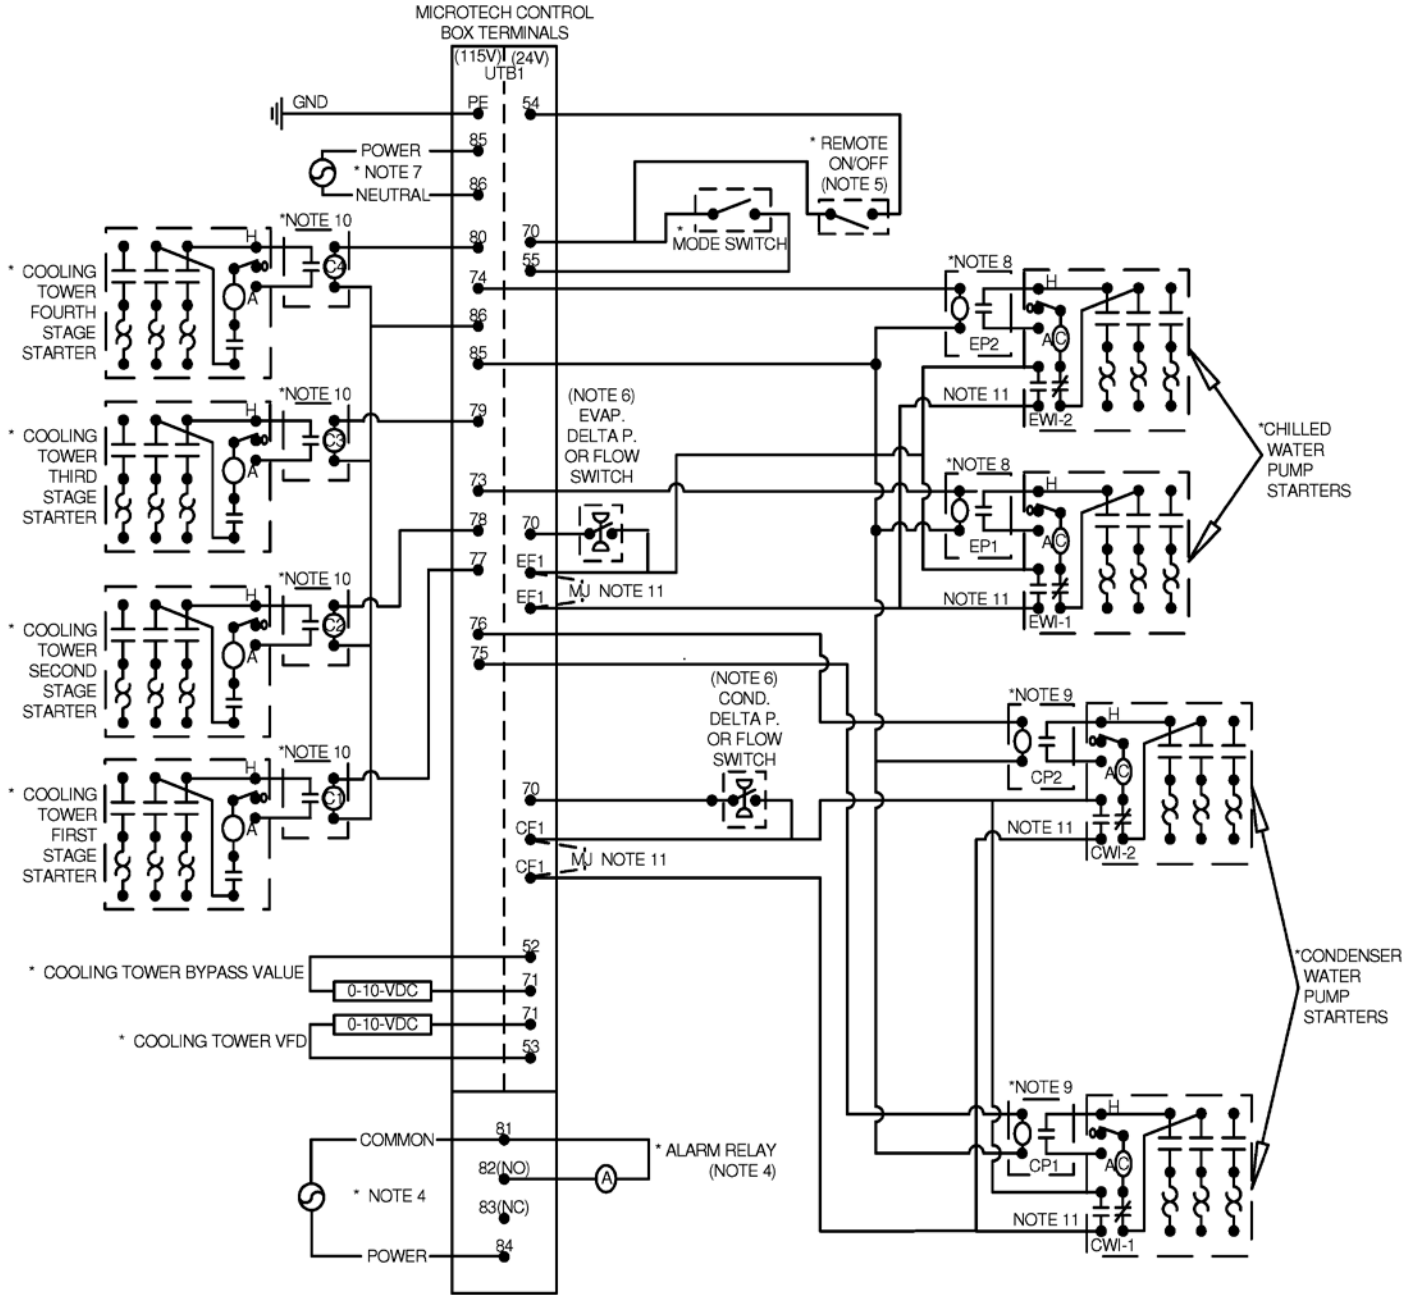 MICROTECH CONTROL
BOX TERMINALS
(115V) (24V)
UTB1
GND
PE
54
85
POWER
* NOTE 7
NEUTRAL
86
* REMOTE
ON/OFF
(NOTE 5)
*
MODE SWITCH
70
55
*NOTE 10
80
H
C4
A
* COOLING
TOWER
FOURTH
STAGE
STARTER
74
86
85
*NOTE 8
H
EP2
A
C
NOTE 11
EWI-2
*NOTE 10
79
H
C3
A
* COOLING
TOWER
THIRD
STAGE
STARTER
(NOTE 6)
EVAP.
DELTA P.
OR FLOW
SWITCH
*CHILLED
WATER
PUMP
STARTERS
73
*NOTE 8
H
EP1
A
C
NOTE 11
EWI-1
78
70
77
EF1
MJ NOTE 11
EF1
*NOTE 10
H
C2
A
* COOLING
TOWER
SECOND
STAGE
STARTER
76
75
(NOTE 6)
COND.
DELTA P.
OR FLOW
SWITCH
*NOTE 9
H
CP2
A
C
NOTE 11
CWI-2
*NOTE 10
H
C1
A
* COOLING
TOWER
FIRST
STAGE
STARTER
70
CF1
MJ NOTE 11
CF1
52
* COOLING TOWER BYPASS VALUE
0-10-VDC
71
71
0-10-VDC
* COOLING TOWER VFD
53
*CONDENSER
WATER
PUMP
STARTERS
*NOTE 9
H
CP1
A
C
NOTE 11
CWI-1
COMMON
81
* ALARM RELAY
(NOTE 4)
82(NO)
A
* NOTE 4
83(NC)
POWER
84